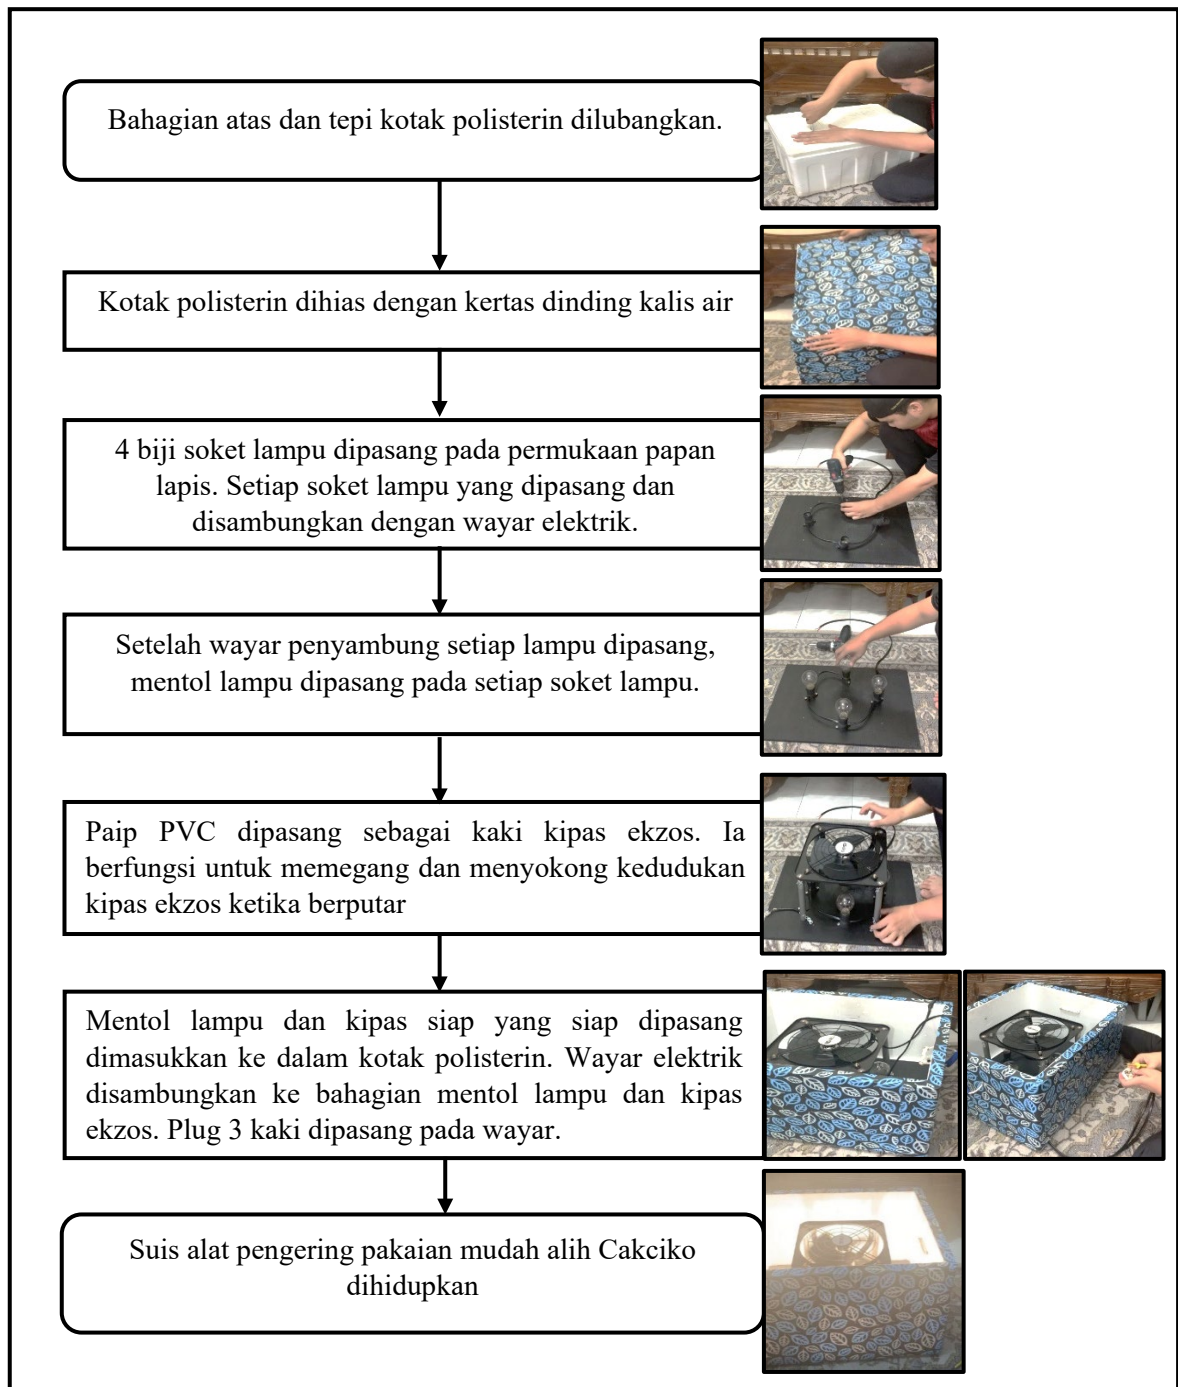 Bahagian atas dan tepi kotak polisterin dilubangkan.
Kotak polisterin dihias dengan kertas dinding kalis air
4 biji soket lampu dipasang pada permukaan papan
lapis. Setiap soket lampu yang dipasang dan
disambungkan dengan wayar elektrik.
Setelah wayar penyambung setiap lampu dipasang,
mentol lampu dipasang pada setiap soket lampu.
Paip PVC dipasang sebagai kaki kipas ekzos. Ia
berfungsi untuk memegang dan menyokong kedudukan
kipas ekzos ketika berputar
Mentol lampu dan kipas siap yang siap dipasang
dimasukkan ke dalam kotak polisterin. Wayar elektrik
disambungkan ke bahagian mentol lampu dan kipas
ekzos. Plug 3 kaki dipasang pada wayar.
Suis alat pengering pakaian mudah alih Cakciko
dihidupkan